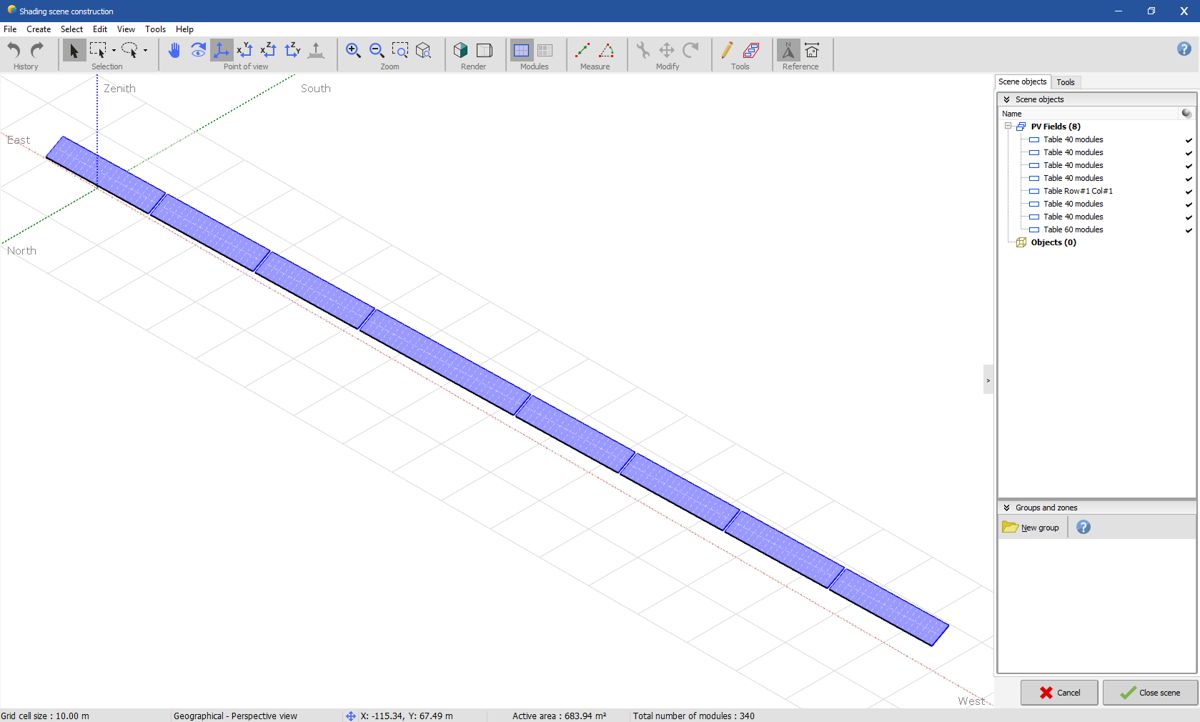 Shading scene construction
File Create Select Edit View Tools Help
History Selection Point of view Zoom Render Modules Measure Modify Tools Reference
Zenith
South
East
North
West
Scene objects Tools
Scene objects
Name
PV Fields (8)
Table 40 modules
Table 40 modules
Table 40 modules
Table 40 modules
Table Row#1 Col#1
Table 40 modules
Table 40 modules
Table 60 modules
Objects (0)
>
Groups and zones
New group
Cancel Close scene
Grid cell size : 10.00 m Geographical - Perspective view X: -115.34, Y: 67.49 m Active area : 683.94 m² Total number of modules : 340